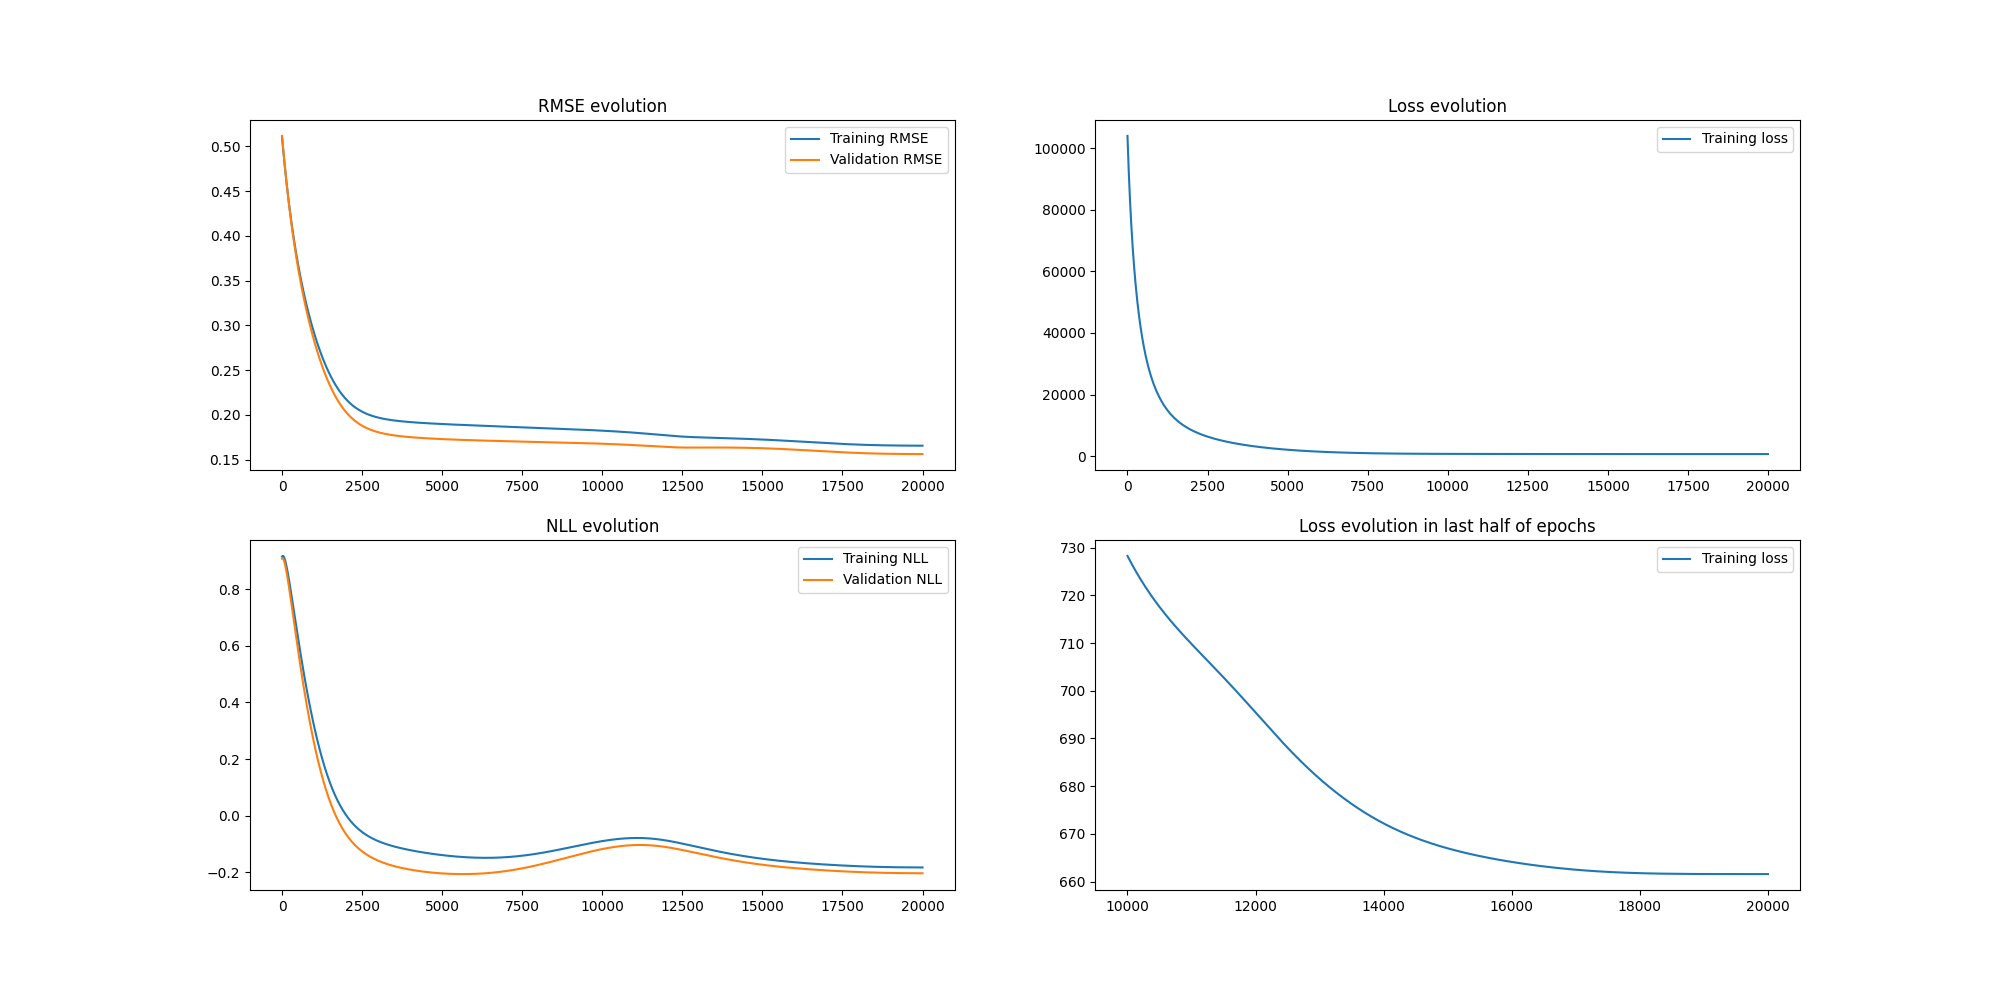 RMSE evolution
Training RMSE
Validation RMSE
0.50
0.45
0.40
0.35
0.30
0.25
0.20
0.15
0 2500 5000 7500 10000 12500 15000 17500 20000
Loss evolution
Training loss
100000
80000
60000
40000
20000
0
0 2500 5000 7500 10000 12500 15000 17500 20000
NLL evolution
Training NLL
Validation NLL
0.8
0.6
0.4
0.2
0.0
−0.2
0 2500 5000 7500 10000 12500 15000 17500 20000
Loss evolution in last half of epochs
Training loss
730
720
710
700
690
680
670
660
10000 12000 14000 16000 18000 20000